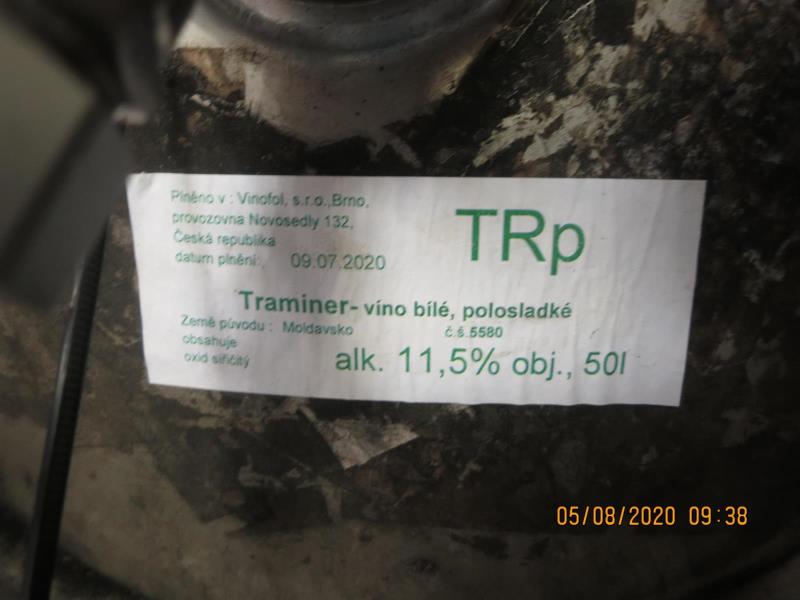 Plněno v : Vinofol, s.r.o.,Brno,
provozovna Novosedly 132,
Česká republika
datum plnění: 09.07.2020
TRp
Traminer- víno bílé, polosladké
Země původu : Moldavsko č.š.5580
obsahuje
oxid siřičitý
alk. 11,5% obj., 50l
05/08/2020 09:38